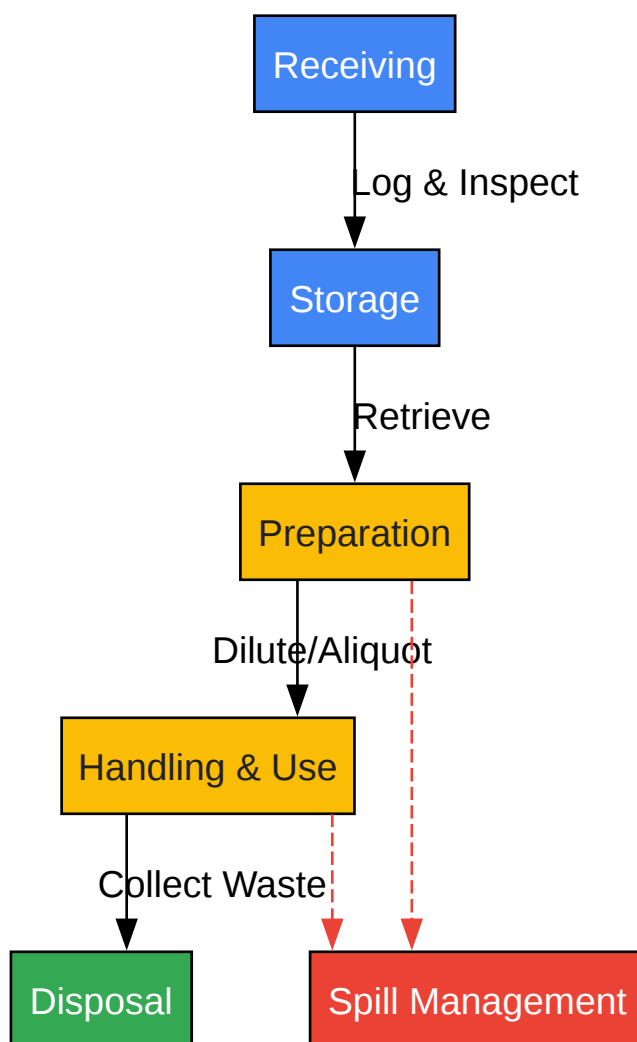 Receiving
Log & Inspect
Storage
Retrieve
Preparation
Dilute/Aliquot
Handling & Use
Collect Waste
Disposal
Spill Management